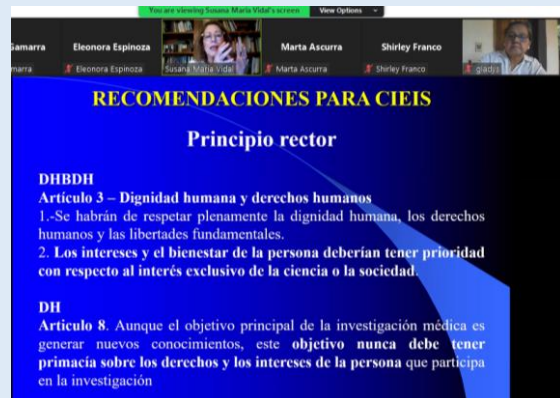 You are viewing Susana María Vidal's screen View Options
Gamarra Eleonora Espinoza Marta Ascurra Shirley Franco
marra Eleonora Espinoza Susana María Vidal Marta Ascurra Shirley Franco gladys
RECOMENDACIONES PARA CIEIS
Principio rector
DHBDH
Artículo 3 – Dignidad humana y derechos humanos
1.-Se habrán de respetar plenamente la dignidad humana, los derechos
humanos y las libertades fundamentales.
2. Los intereses y el bienestar de la persona deberían tener prioridad
con respecto al interés exclusivo de la ciencia o la sociedad.
DH
Articulo 8. Aunque el objetivo principal de la investigación médica es
generar nuevos conocimientos, este objetivo nunca debe tener
primacía sobre los derechos y los intereses de la persona que participa
en la investigación